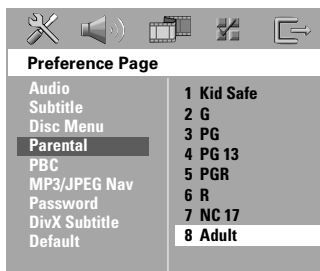 Preference Page
Audio
Subtitle
Disc Menu
Parental
PBC
MP3/JPEG Nav
Password
DivX Subtitle
Default
1 Kid Safe
2 G
3 PG
4 PG 13
5 PGR
6 R
7 NC 17
8 Adult